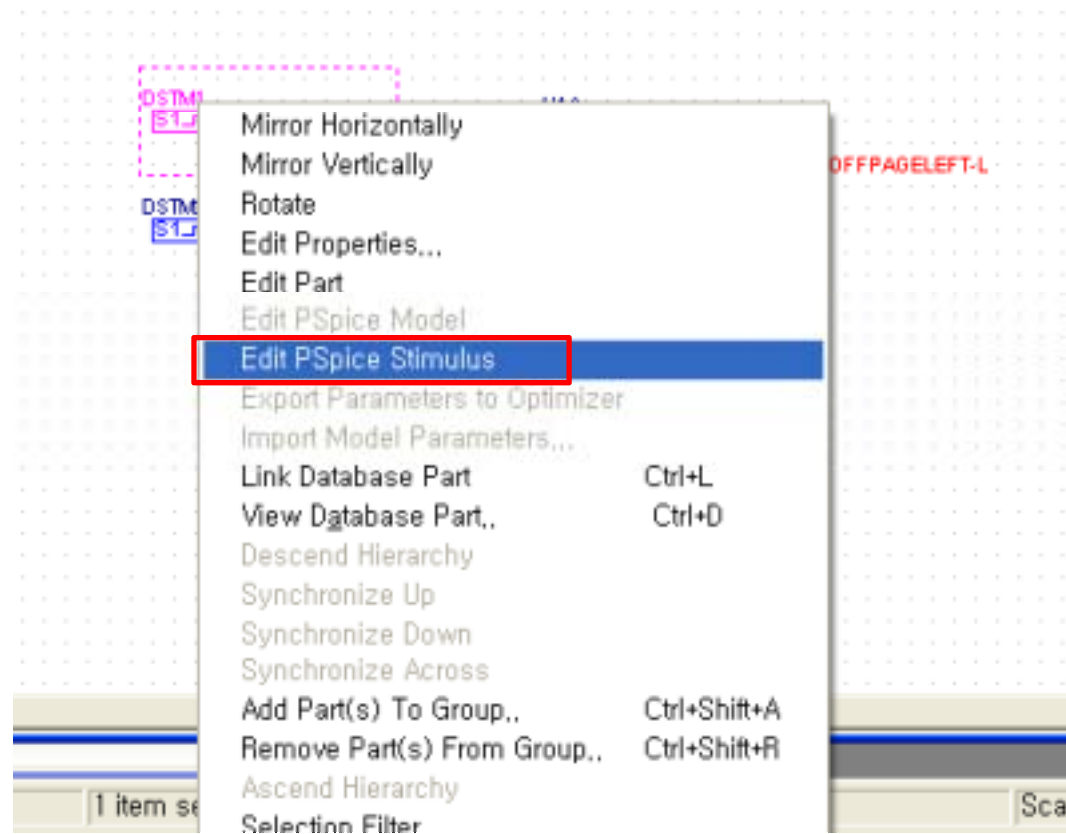 DSTM1
S1
Mirror Horizontally
Mirror Vertically
OFFPAGELEFT-L
Rotate
DSTM
S1
Edit Properties...
Edit Part
Edit PSpice Model
Edit PSpice Stimulus
Export Parameters to Optimizer
Import Model Parameters...
Link Database Part Ctrl+L
View Database Part.. Ctrl+D
Descend Hierarchy
Synchronize Up
Synchronize Down
Synchronize Across
Add Part(s) To Group.. Ctrl+Shift+A
Remove Part(s) From Group.. Ctrl+Shift+R
Ascend Hierarchy
1 item se
Sca
Selection Filter